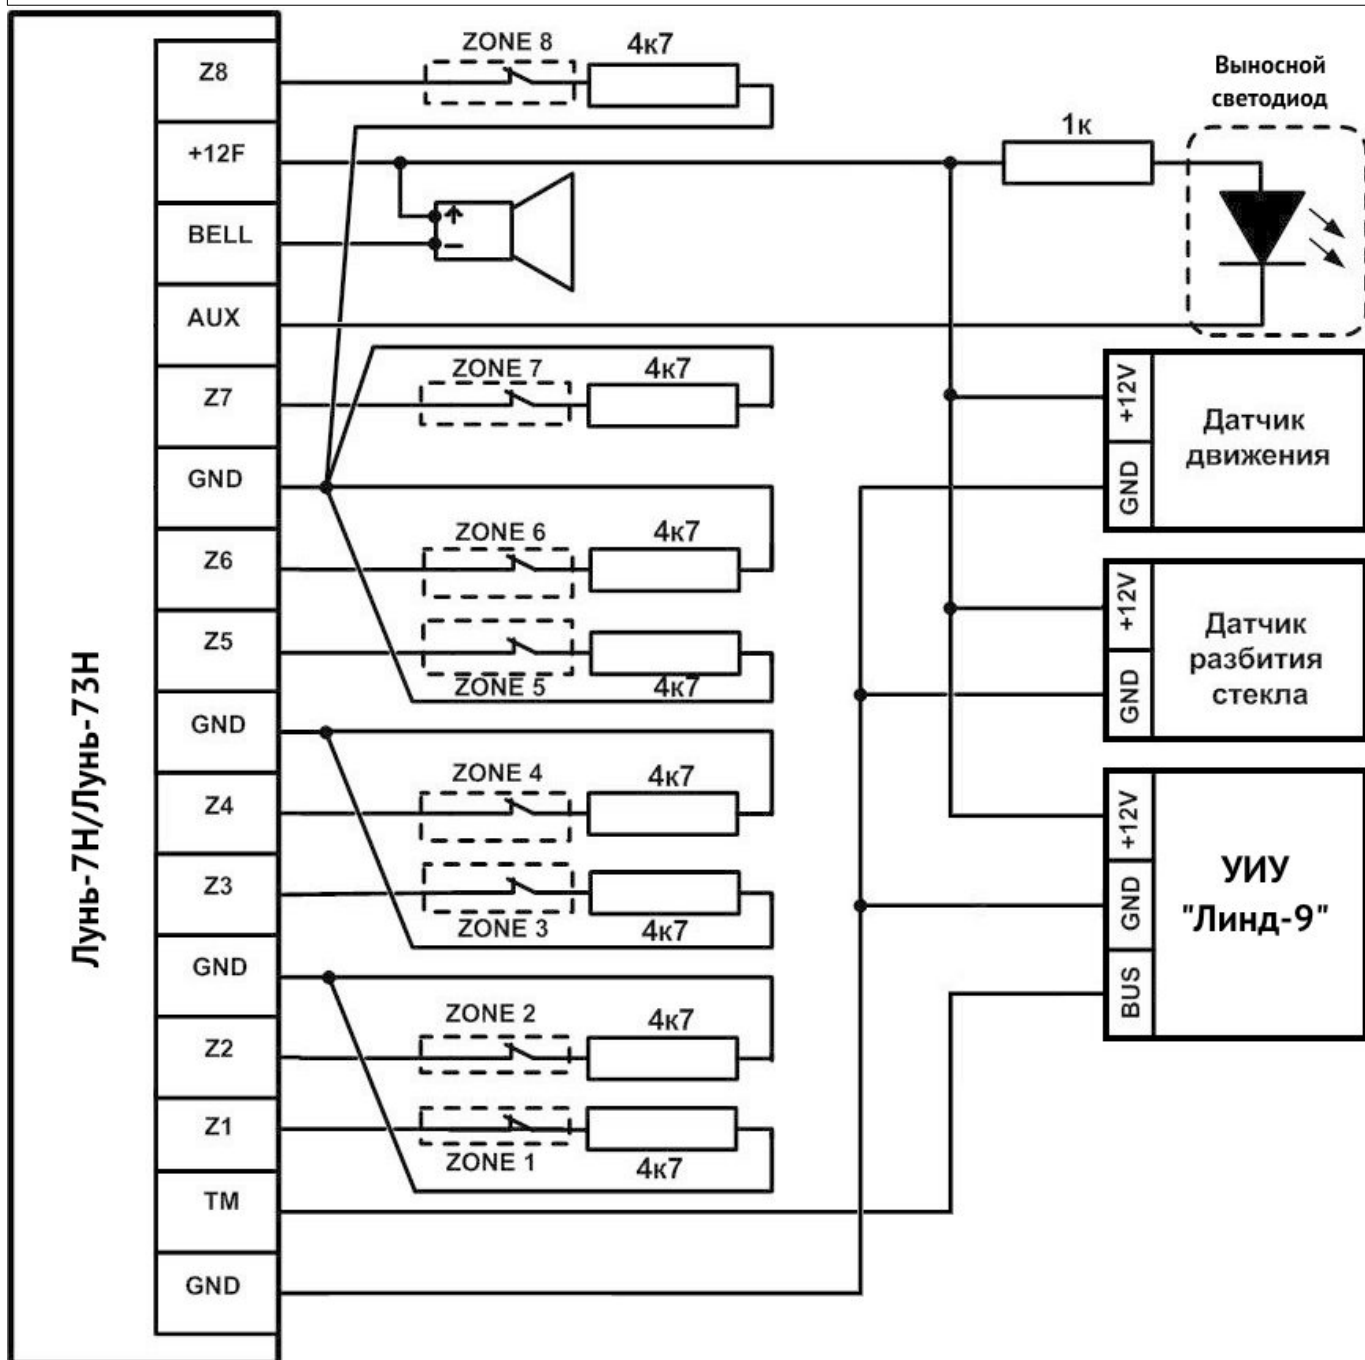 Лунь-7Н/Лунь-73Н
Z8
+12F
BELL
AUX
Z7
GND
Z6
Z5
GND
Z4
Z3
GND
Z2
Z1
TM
GND
ZONE 8
4к7
ZONE 7
4к7
ZONE 6
4к7
ZONE 5
4к7
ZONE 4
4к7
ZONE 3
4к7
ZONE 2
4к7
ZONE 1
4к7
1к
Выносной
светодиод
+12V
GND
Датчик
движения
+12V
GND
Датчик
разбития
стекла
+12V
GND
BUS
УИУ
"Линд-9"